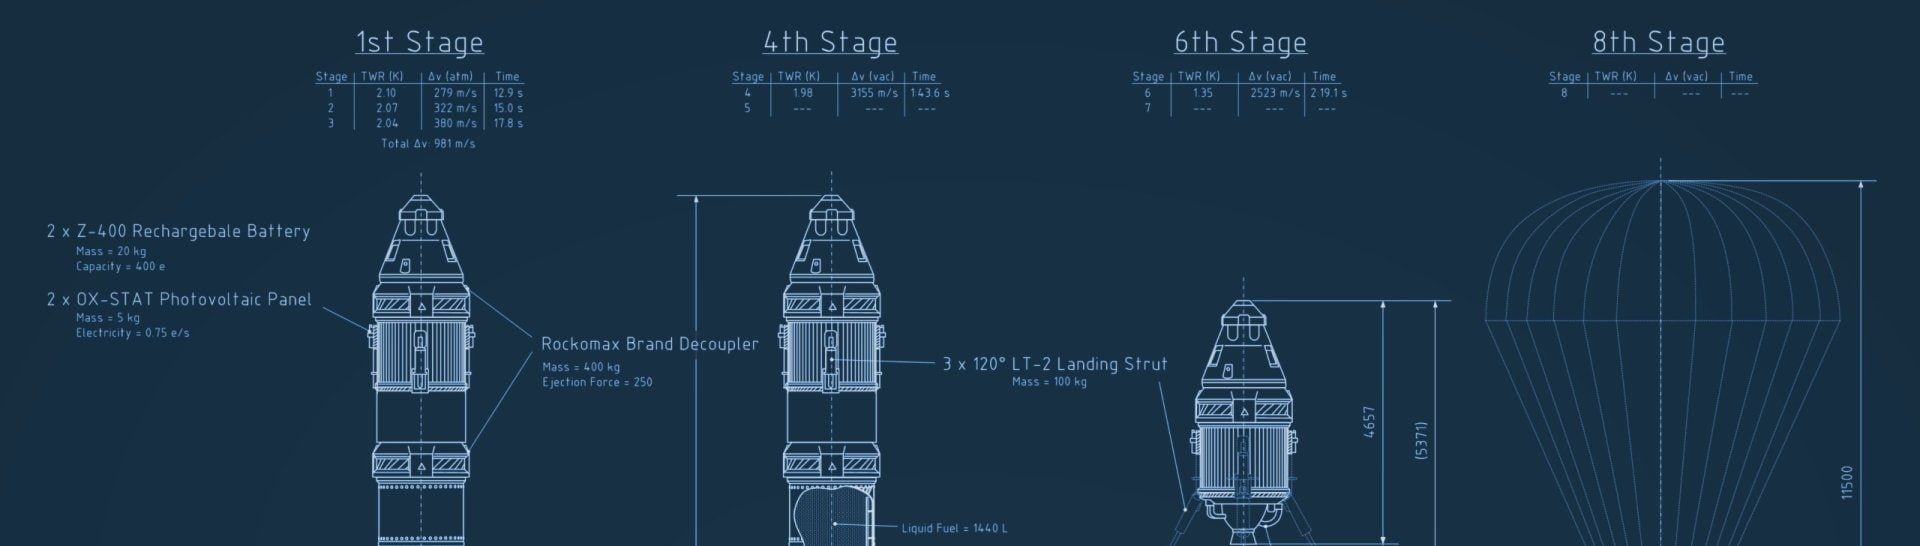 1st Stage
Stage TWR (K) Δv (atm) Time
1 2.10 279 m/s 12.9 s
2 2.07 322 m/s 15.0 s
3 2.04 380 m/s 17.8 s
Total Δv: 981 m/s
2 x Z-400 Rechargebale Battery
Mass = 20 kg
Capacity = 400 e
2 x OX-STAT Photovoltaic Panel
Mass = 5 kg
Electricity = 0.75 e/s
Rockomax Brand Decoupler
Mass = 400 kg
Ejection Force = 250
4th Stage
Stage TWR (K) Δv (vac) Time
4 1.98 3155 m/s 1:43.6 s
5 --- --- ---
3 x 120° LT-2 Landing Strut
Mass = 100 kg
Liquid Fuel = 1440 L
6th Stage
Stage TWR (K) Δv (vac) Time
6 1.35 2523 m/s 2:19.1 s
7 --- --- ---
4657
(5371)
8th Stage
Stage TWR (K) Δv (vac) Time
8 --- --- ---
11500